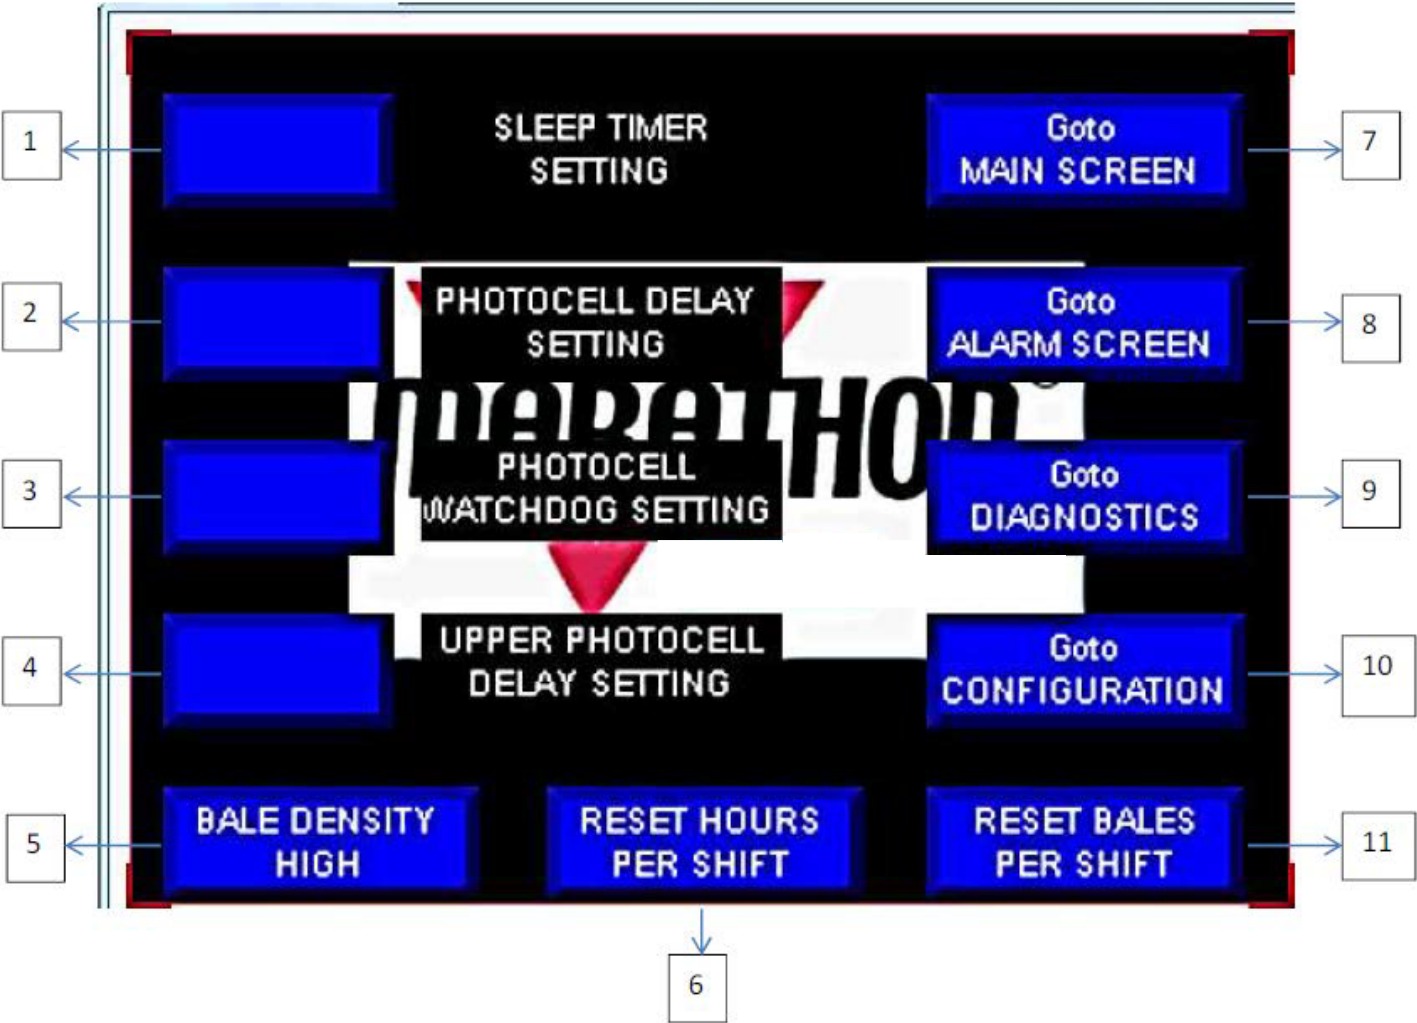 1
SLEEP TIMER
SETTING
Goto
MAIN SCREEN
7
2
PHOTOCELL DELAY
SETTING
Goto
ALARM SCREEN
8
MARATHON®
3
PHOTOCELL
WATCHDOG SETTING
Goto
DIAGNOSTICS
9
4
UPPER PHOTOCELL
DELAY SETTING
Goto
CONFIGURATION
10
5
BALE DENSITY
HIGH
RESET HOURS
PER SHIFT
RESET BALES
PER SHIFT
11
6